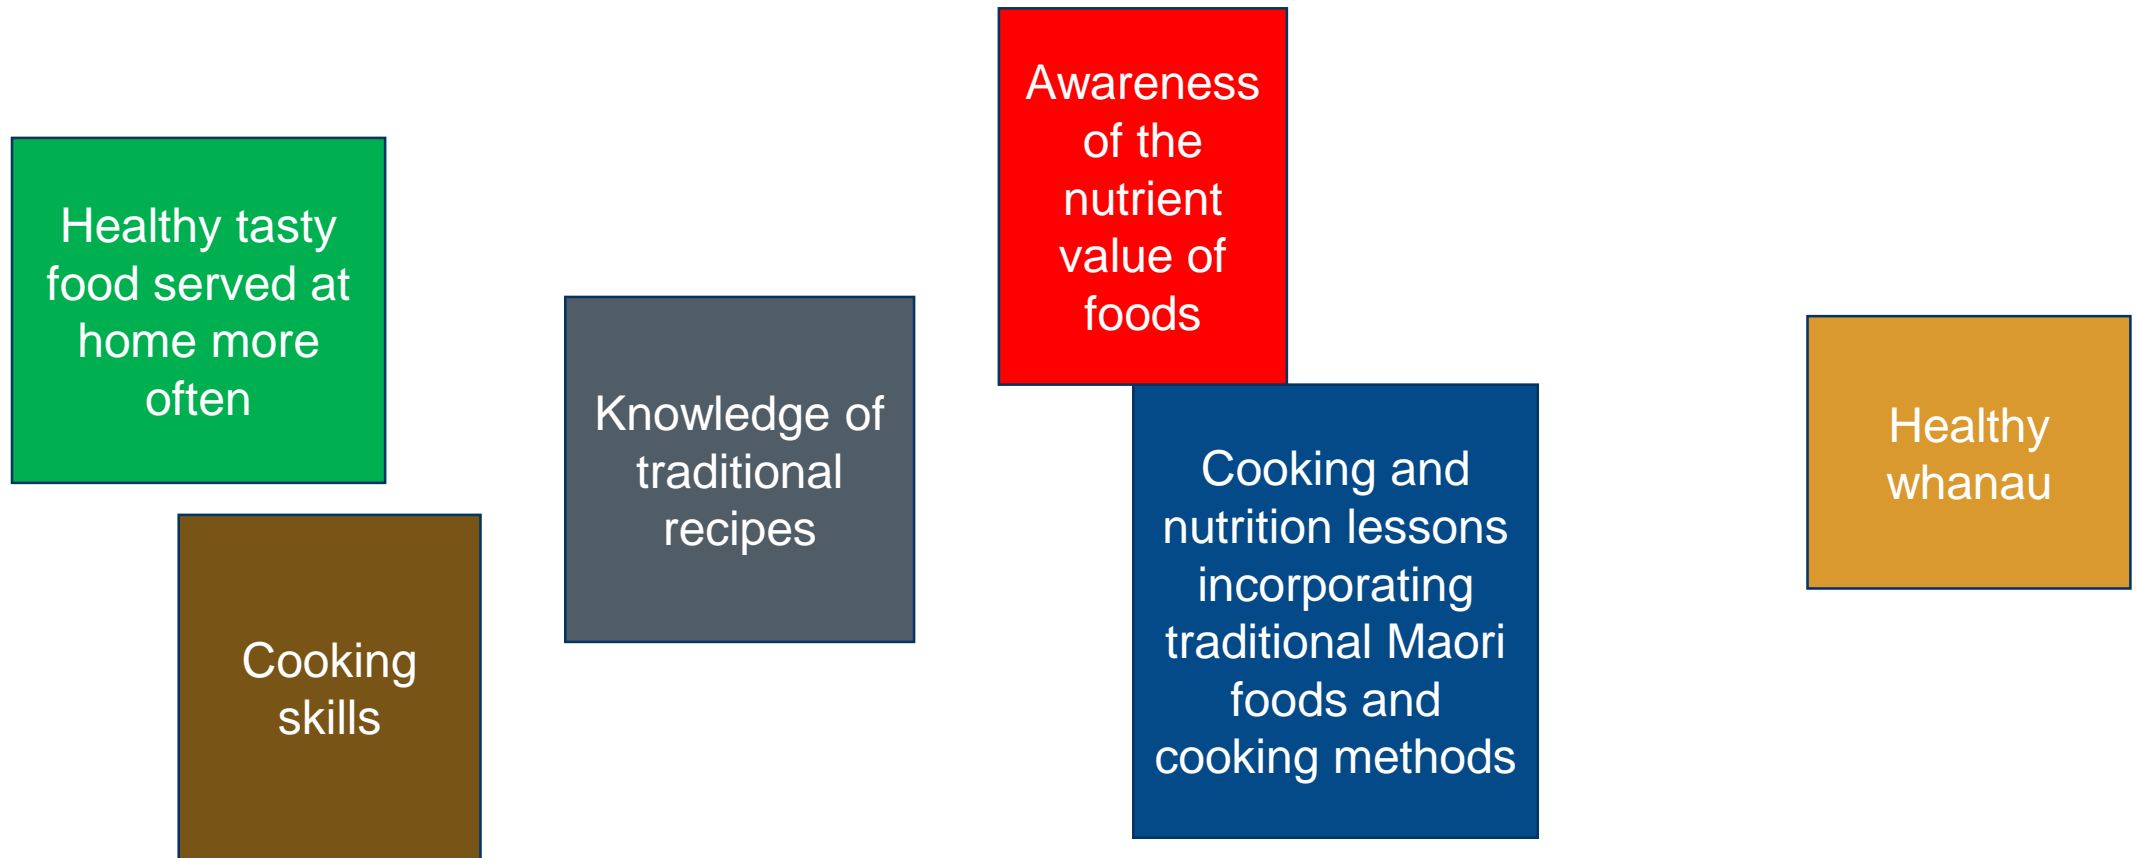 Healthy tasty
food served at
home more
often
Cooking
skills
Knowledge of
traditional
recipes
Awareness
of the
nutrient
value of
foods
Cooking and
nutrition lessons
incorporating
traditional Maori
foods and
cooking methods
Healthy
whanau